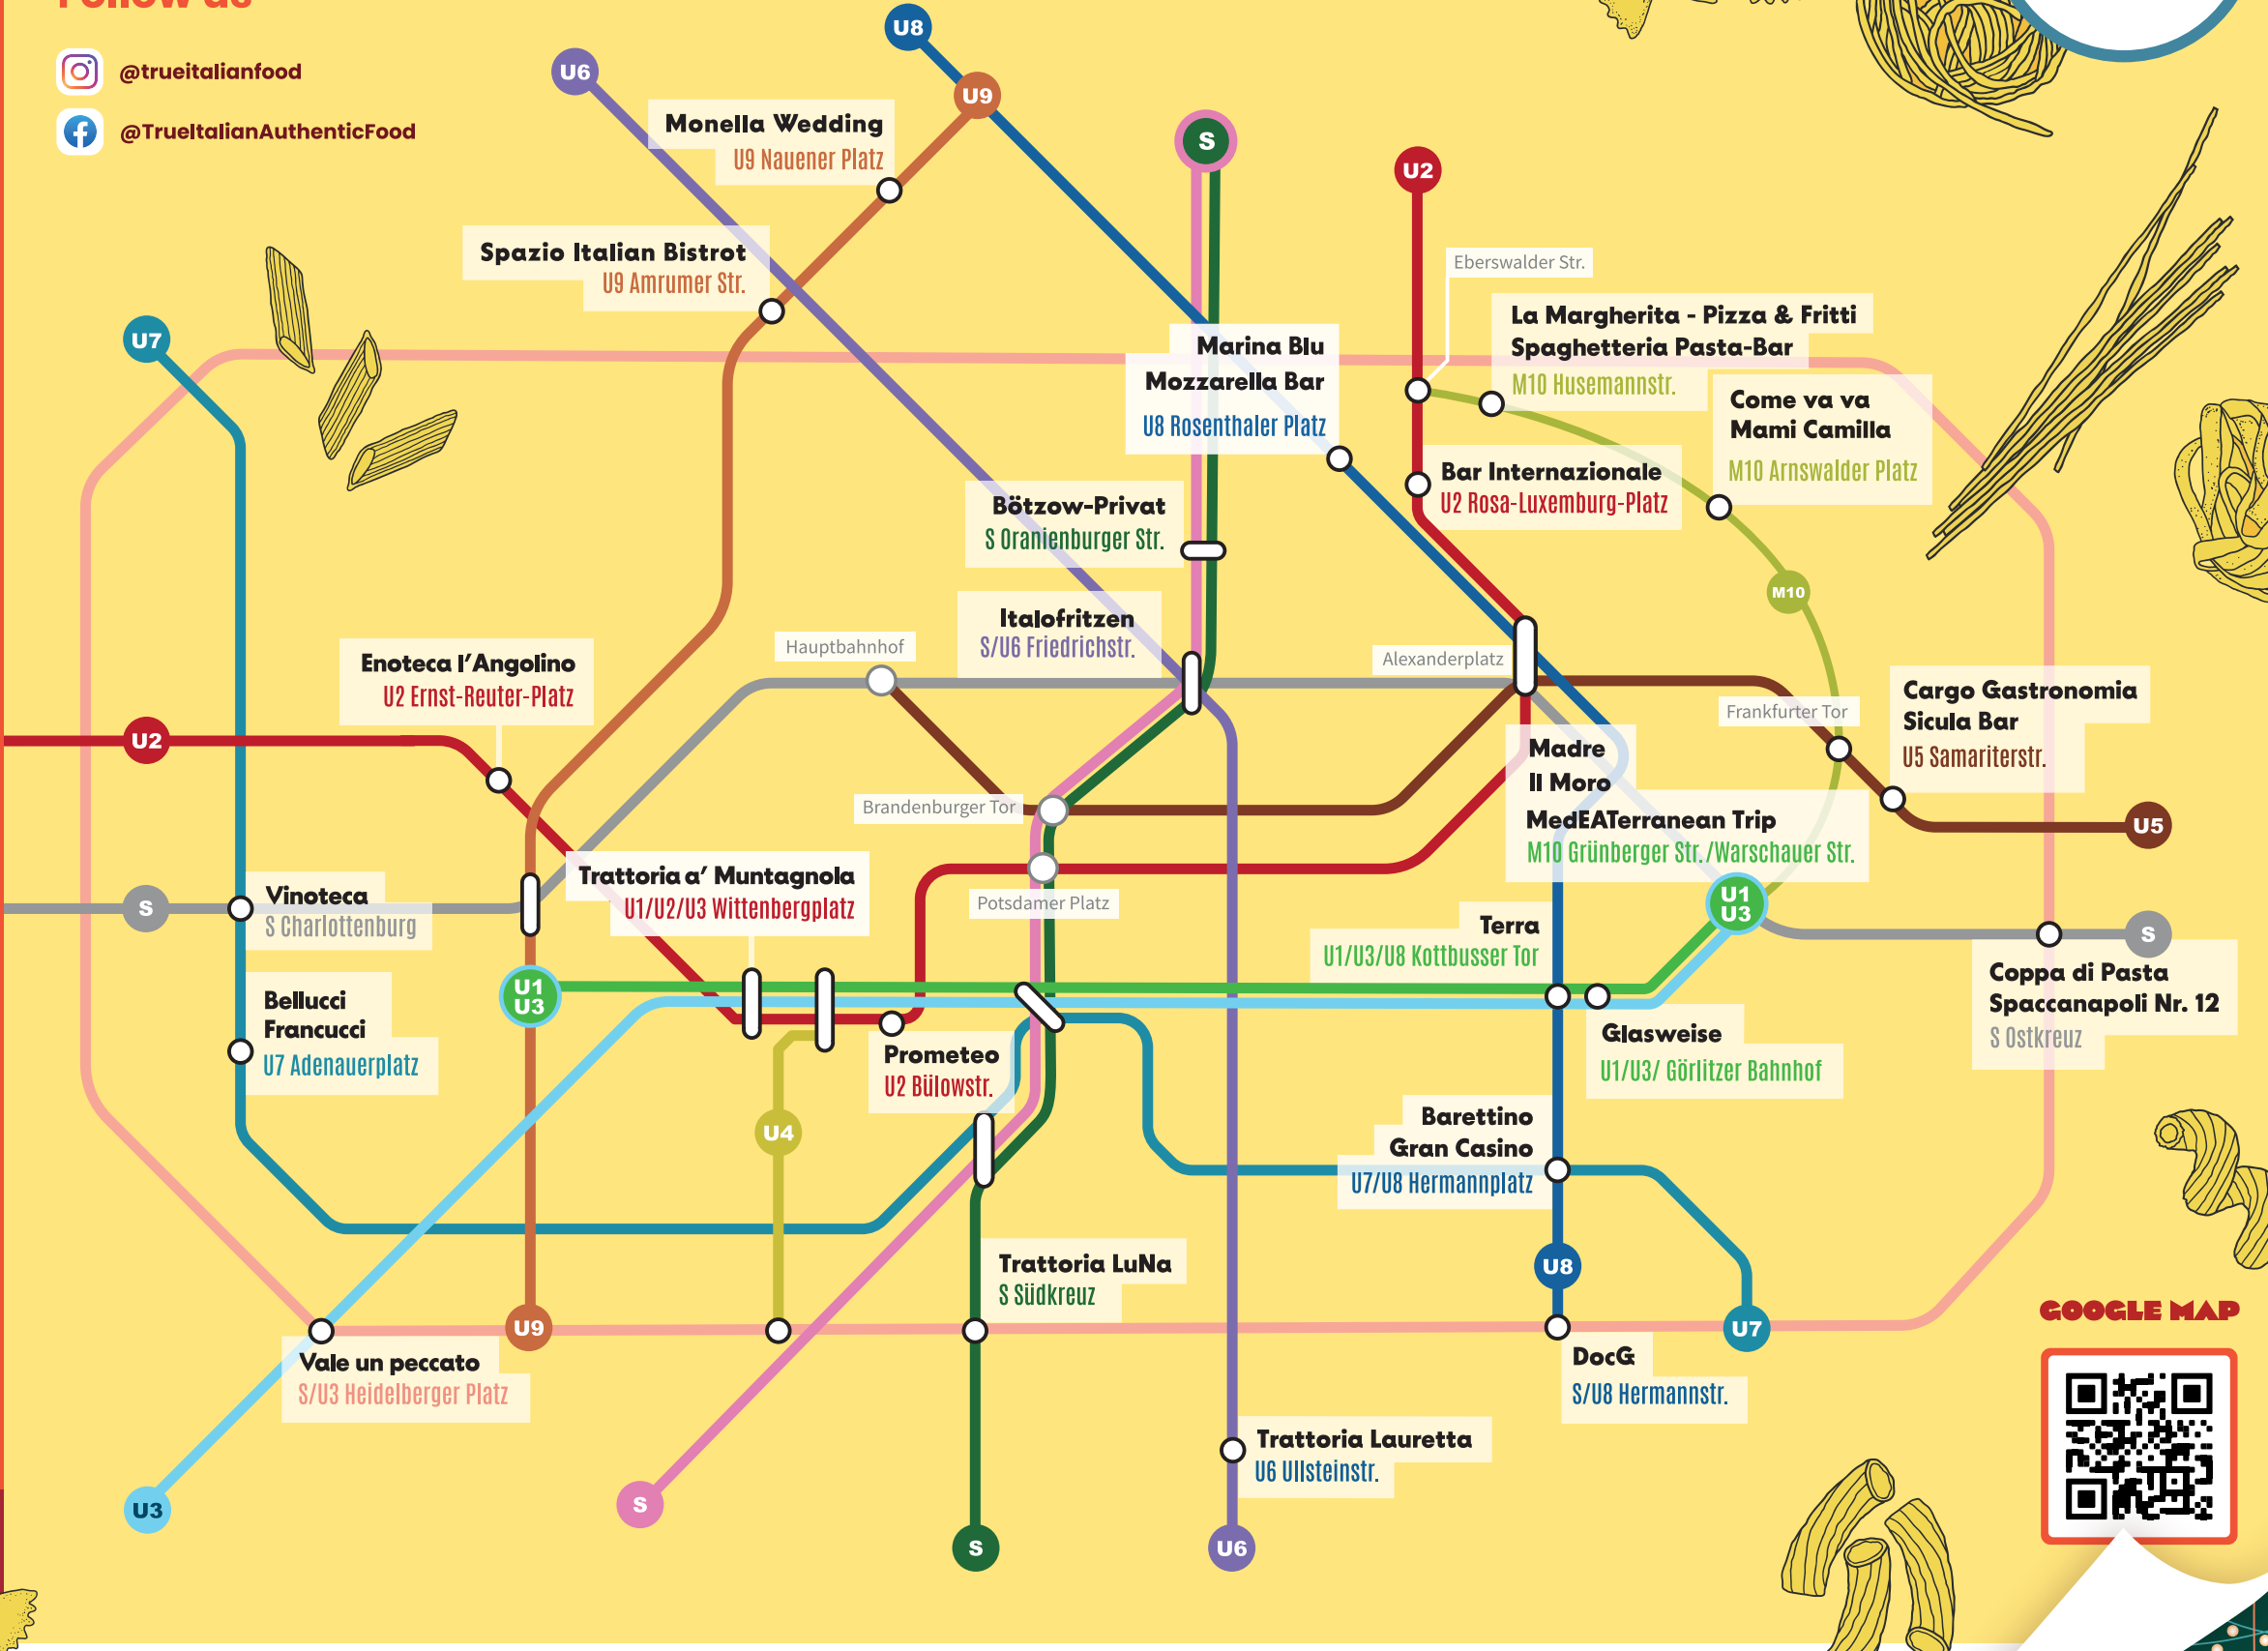 Follow us
@trueitalianfood
@TrueItalianAuthenticFood
U8
U6
U9
Monella Wedding
U9 Nauener Platz
S
U2
Spazio Italian Bistrot
U9 Amrumer Str.
Eberswalder Str.
U7
La Margherita - Pizza & Fritti
Spaghetteria Pasta-Bar
M10 Husemannstr.
Marina Blu
Mozzarella Bar
U8 Rosenthaler Platz
Come va va
Mami Camilla
M10 Arnswalder Platz
Bar Internazionale
U2 Rosa-Luxemburg-Platz
Bötzow-Privat
S Oranienburger Str.
M10
Italofritzen
S/U6 Friedrichstr.
Hauptbahnhof
Alexanderplatz
Enoteca l'Angolino
U2 Ernst-Reuter-Platz
Cargo Gastronomia
Sicula Bar
U5 Samariterstr.
Frankfurter Tor
U2
Madre
Il Moro
MedEATerranean Trip
M10 Grünberger Str./Warschauer Str.
Brandenburger Tor
U5
Trattoria a' Muntagnola
U1/U2/U3 Wittenbergplatz
Potsdamer Platz
S
Vinoteca
S Charlottenburg
U1
U3
Terra
U1/U3/U8 Kottbusser Tor
S
Coppa di Pasta
Spaccanapoli Nr. 12
S Ostkreuz
U1
U3
Bellucci
Francucci
U7 Adenauerplatz
Prometeo
U2 Bülowstr.
Glasweise
U1/U3/ Görlitzer Bahnhof
U4
Barettino
Gran Casino
U7/U8 Hermannplatz
Trattoria LuNa
S Südkreuz
U8
U9
U7
GOOGLE MAP
Vale un peccato
S/U3 Heidelberger Platz
DocG
S/U8 Hermannstr.
Trattoria Lauretta
U6 Ullsteinstr.
U3
S
S
U6